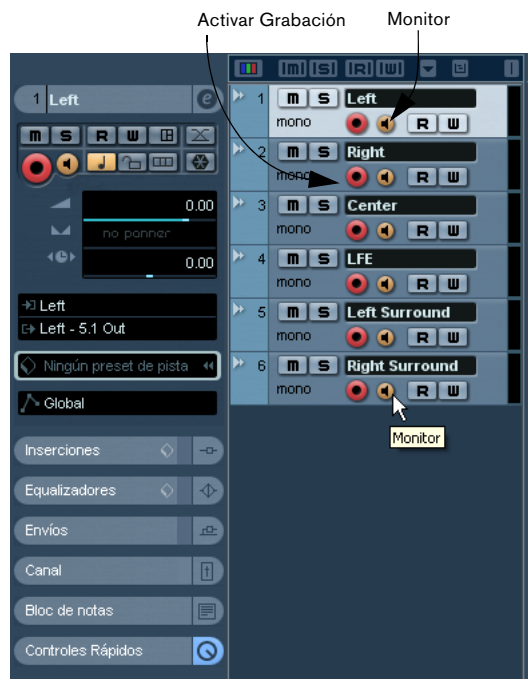 Activar Grabación Monitor
m S R W
1 Left e
m S R W
0.00
no panner
0.00
Left
Left - 5.1 Out
Ningún preset de pista
Global
Inserciones
Equalizadores
Envíos
Canal
Bloc de notas
Controles Rápidos
1 m S Left
mono R W
2 m S Right
mono R W
3 m S Center
mono R W
4 m S LFE
mono R W
5 m S Left Surround
mono R W
6 m S Right Surround
mono R W
Monitor